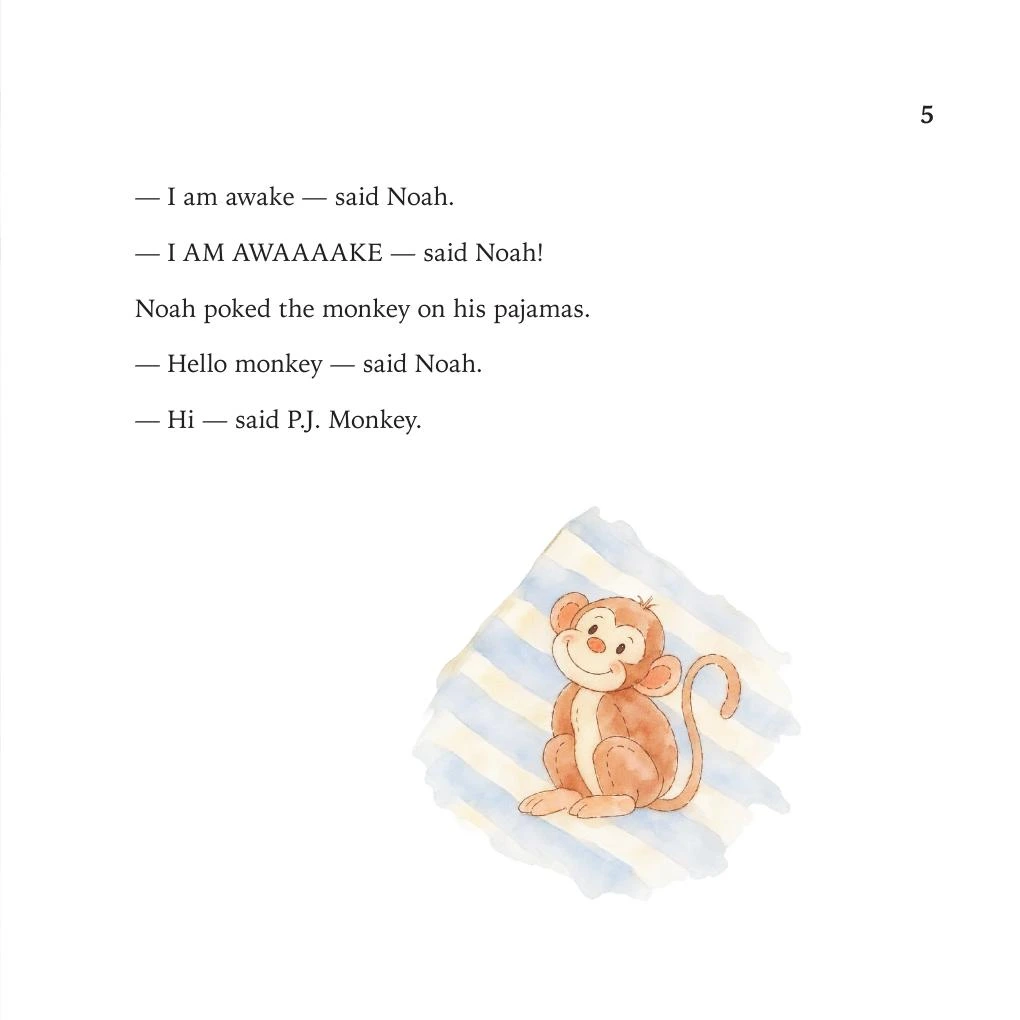 5
— I am awake — said Noah.
— I AM AWAAAAKE — said Noah!
Noah poked the monkey on his pajamas.
— Hello monkey — said Noah.
— Hi — said P.J. Monkey.